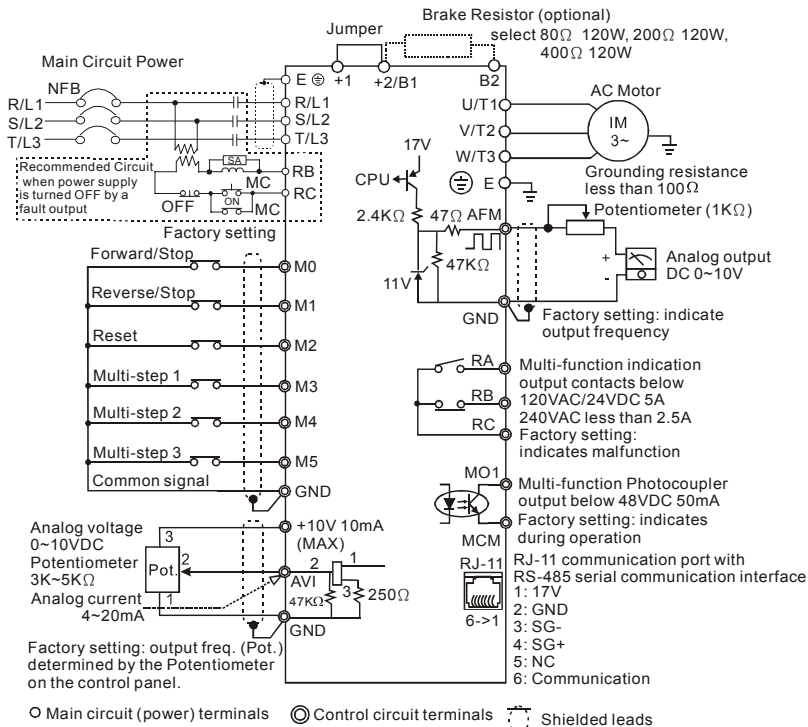 Brake Resistor (optional)
select 80Ω 120W, 200Ω 120W,
400Ω 120W
Jumper
Main Circuit Power
E +1 +2/B1 B2
NFB
R/L1
S/L2
T/L3
R/L1
S/L2
T/L3
SA
MC
RB
RC
OFF
ON
MC
Recommended Circuit
when power supply
is turned OFF by a
fault output
U/T1
V/T2
W/T3
E
AC Motor
IM
3~
Grounding resistance
less than 100Ω
17V
CPU
2.4KΩ
47Ω
AFM
47KΩ
11V
GND
Potentiometer (1KΩ)
+
-
Analog output
DC 0~10V
Factory setting: indicate
output frequency
Factory setting
Forward/Stop
M0
Reverse/Stop
M1
Reset
M2
Multi-step 1
M3
Multi-step 2
M4
Multi-step 3
M5
Common signal
GND
RA
RB
RC
Multi-function indication
output contacts below
120VAC/24VDC 5A
240VAC less than 2.5A
Factory setting:
indicates malfunction
MO1
MCM
Multi-function Photocoupler
output below 48VDC 50mA
Factory setting: indicates
during operation
Analog voltage
0~10VDC
Potentiometer
3K~5KΩ
Analog current
4~20mA
3
Pot.
2
1
+10V 10mA
(MAX)
2
1
3
AVI
47KΩ
250Ω
GND
RJ-11
6->1
RJ-11 communication port with
RS-485 serial communication interface
1: 17V
2: GND
3: SG-
4: SG+
5: NC
6: Communication
Factory setting: output freq. (Pot.)
determined by the Potentiometer
on the control panel.
Main circuit (power) terminals
Control circuit terminals
Shielded leads